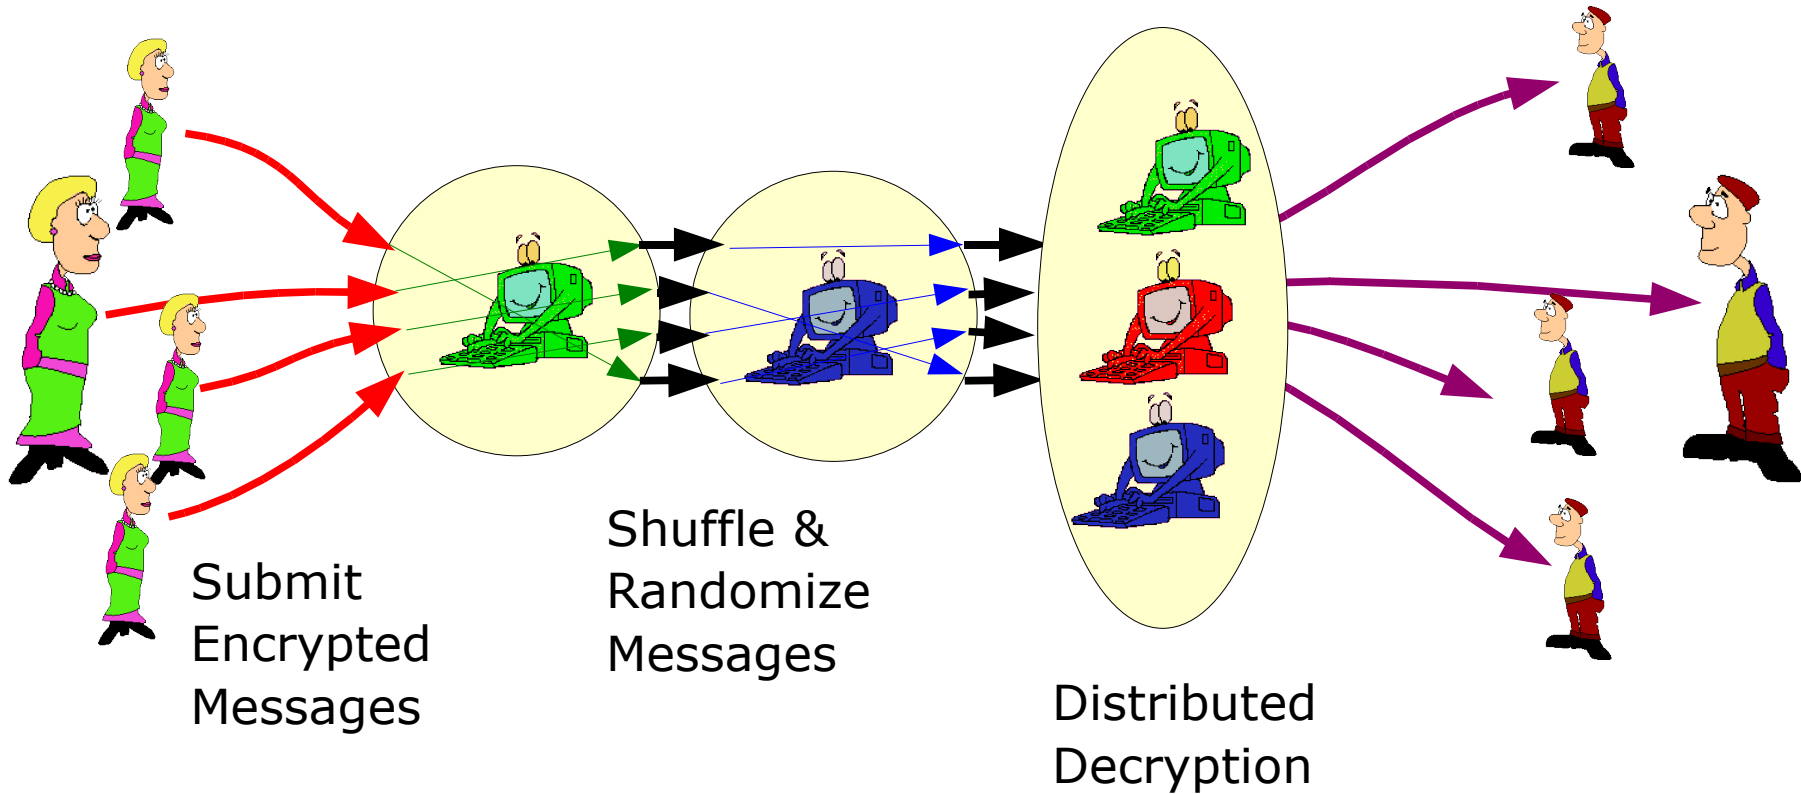 Submit
Encrypted
Messages
Shuffle &
Randomize
Messages
Distributed
Decryption